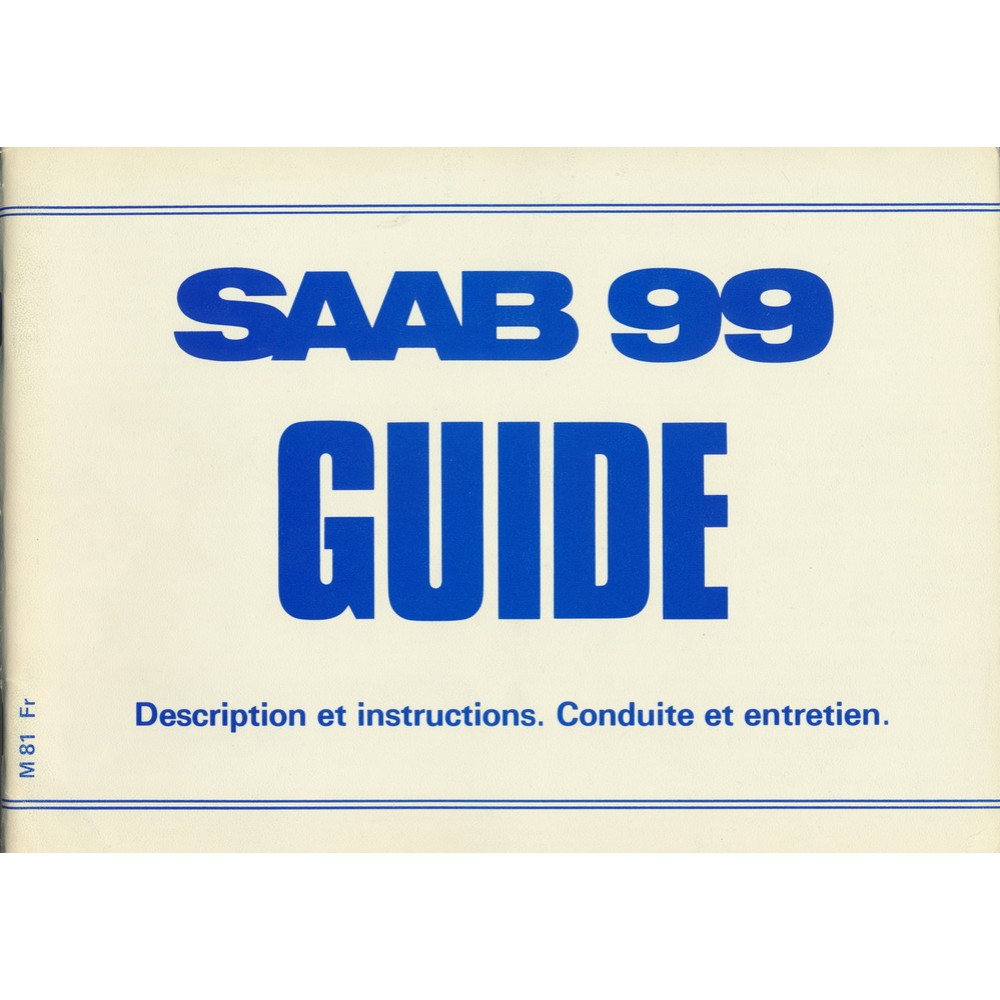 SAAB 99
GUIDE
Description et instructions. Conduite et entretien.
M 81 Fr